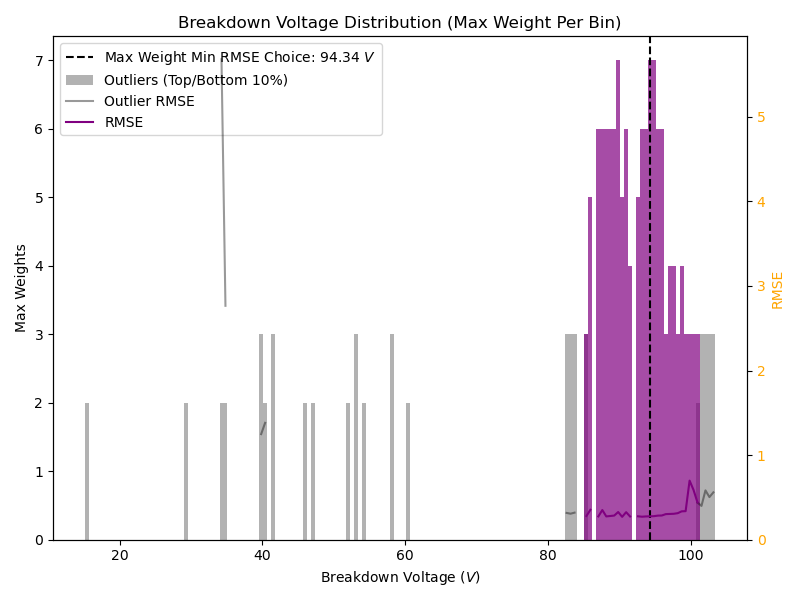 Breakdown Voltage Distribution (Max Weight Per Bin)
Max Weight Min RMSE Choice: 94.34 V
Outliers (Top/Bottom 10%)
Outlier RMSE
RMSE
Max Weights
7
6
5
4
3
2
1
0
5
4
3
2
1
0
RMSE
20
40
60
80
100
Breakdown Voltage (V)